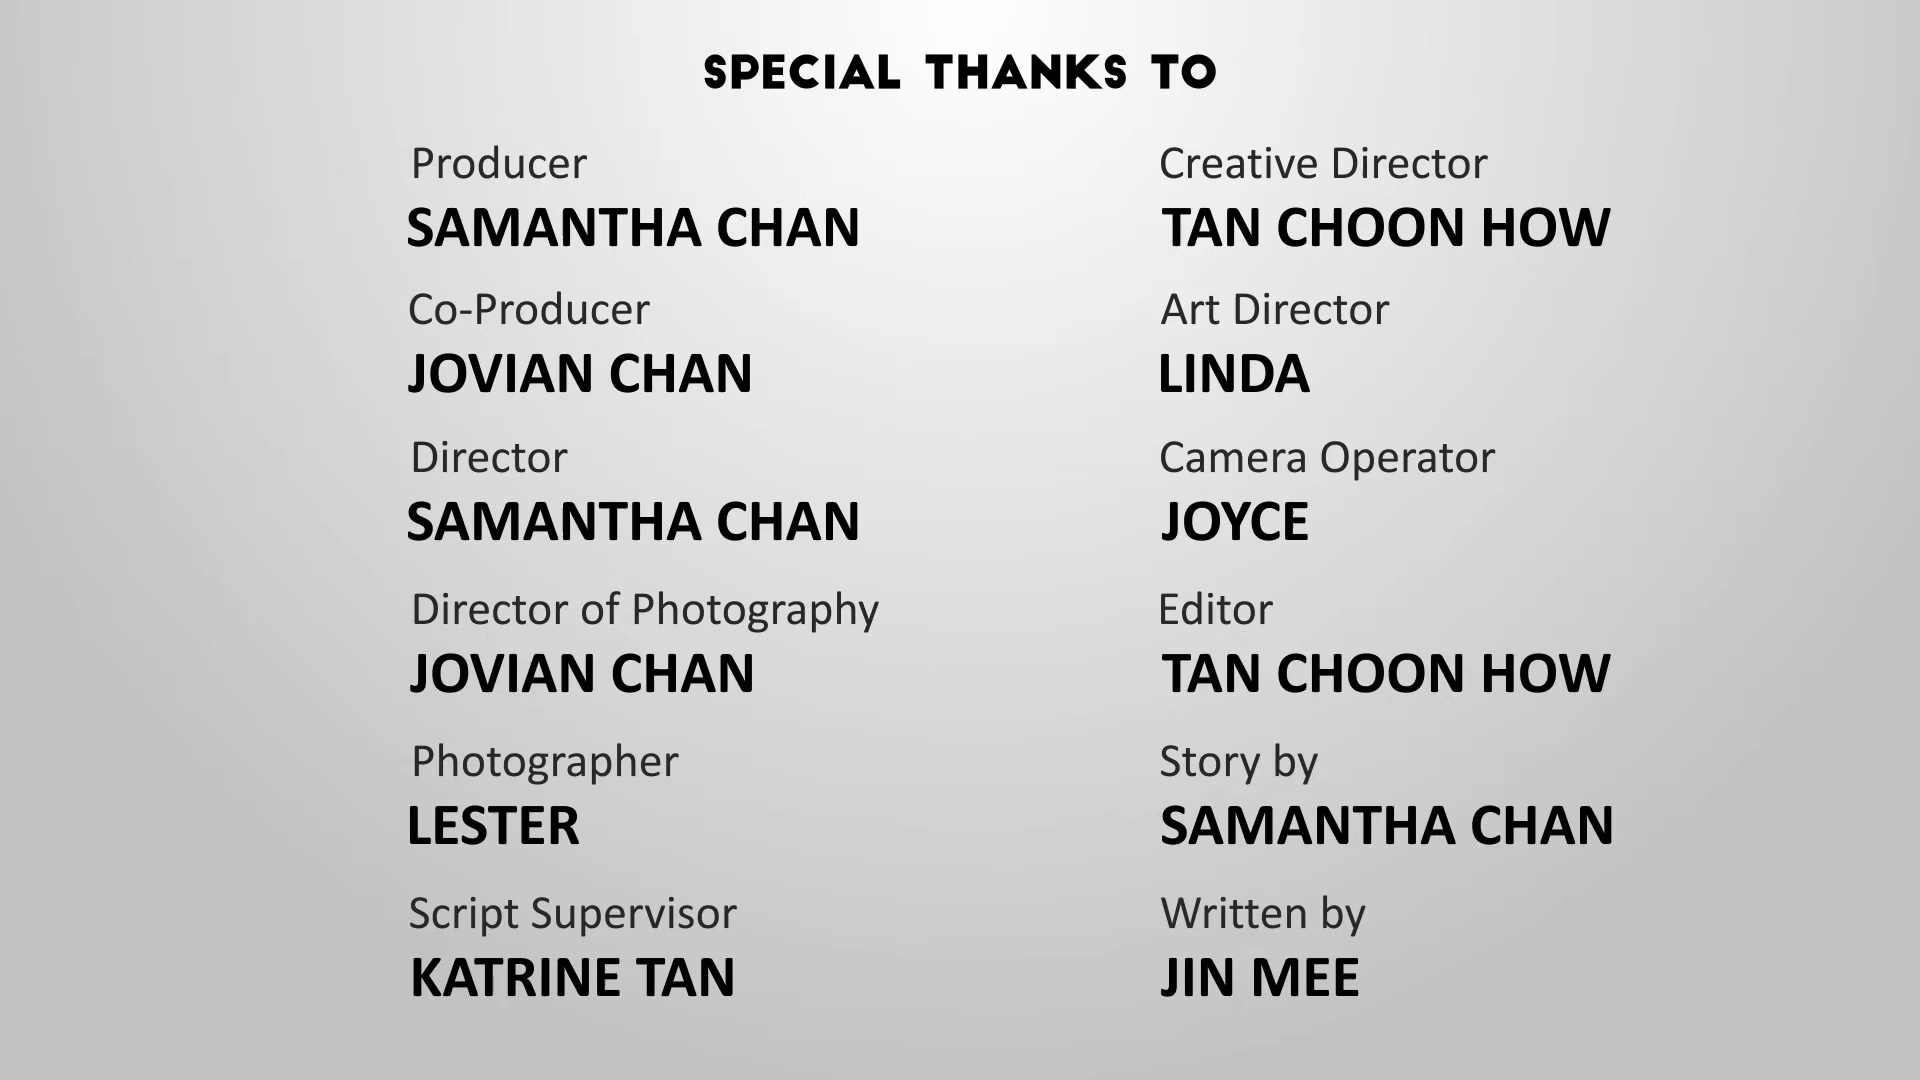 SPECIAL THANKS TO
Producer
SAMANTHA CHAN
Co-Producer
JOVIAN CHAN
Director
SAMANTHA CHAN
Director of Photography
JOVIAN CHAN
Photographer
LESTER
Script Supervisor
KATRINE TAN
Creative Director
TAN CHOON HOW
Art Director
LINDA
Camera Operator
JOYCE
Editor
TAN CHOON HOW
Story by
SAMANTHA CHAN
Written by
JIN MEE